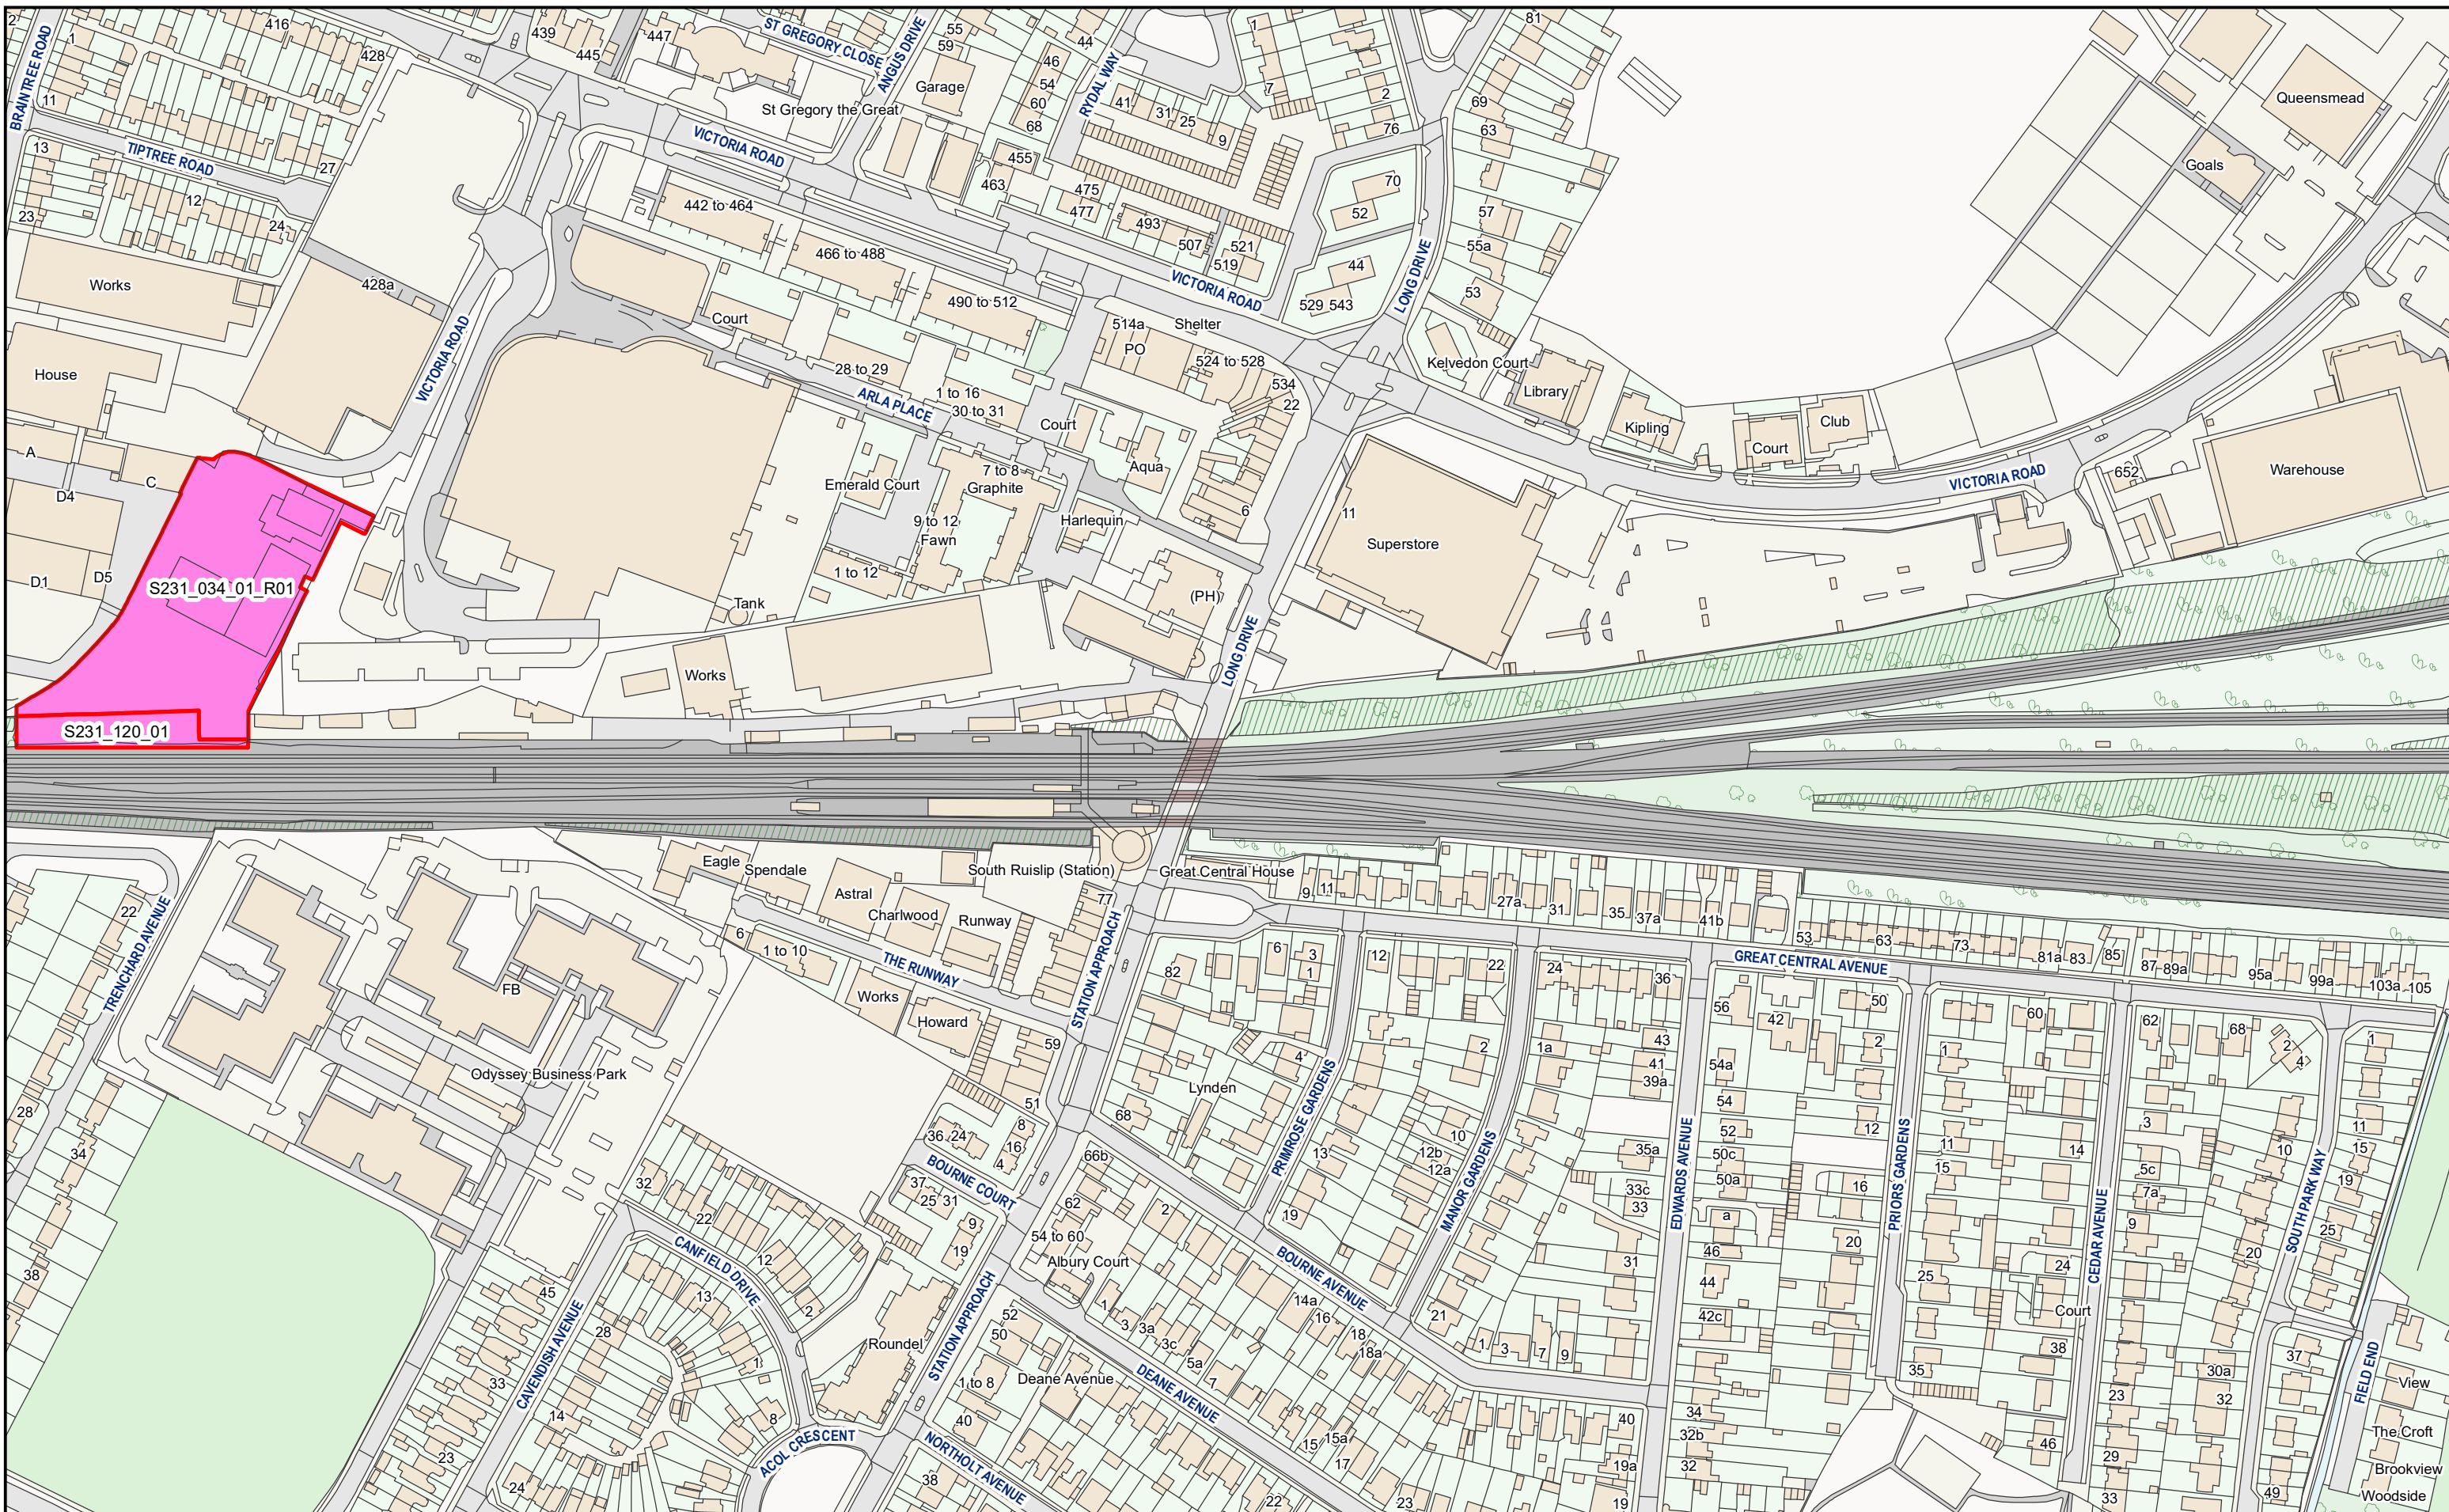 2
BRAINTREE ROAD
1
416
428
439
445
447
ST GREGORY CLOSE
ANGUS DRIVE
55
59
Garage
St Gregory the Great
46
54
60
68
44
RYDAL WAY
41
31
25
9
1
7
2
76
81
69
63
Queensmead
Goals
11
13
TIPTREE ROAD
27
12
24
23
VICTORIA ROAD
455
463
475
477
493
507
521
519
70
52
57
55a
53
44
529 543
LONG DRIVE
442 to 464
466 to 488
490 to 512
VICTORIA ROAD
Works
428a
House
VICTORIA ROAD
Court
28 to 29
ARLA PLACE
1 to 16
30 to 31
Court
514a
PO
Shelter
524 to 528
534
22
Kelvedon Court
Library
Kipling
Court
Club
VICTORIA ROAD
652
Warehouse
A
C
D4
D5
D1
S231_034_01_R01
S231_120_01
Emerald Court
7 to 8
Graphite
9 to 12
Fawn
Harlequin
Aqua
6
11
Superstore
1 to 12
Tank
Works
(PH)
LONG DRIVE
Eagle
Spendale
Astral
Charlwood
Runway
South Ruislip (Station)
77
Great Central House
9
11
27a
31
35
37a
41b
53
63
73
81a
83
85
87
89a
95a
99a
103a
105
GREAT CENTRAL AVENUE
22
TRENCHARD AVENUE
6
1 to 10
THE RUNWAY
Works
Howard
FB
Odyssey Business Park
STATION APPROACH
59
51
82
6
3
1
12
22
24
36
56
42
50
60
62
68
2
4
1
28
34
38
68
Lynden
4
PRIMROSE GARDENS
13
19
2
10
12b
12a
MANOR GARDENS
1a
43
41
39a
35a
33c
33
31
EDWARDS AVENUE
54a
54
52
50c
50a
a
46
44
42c
2
12
16
20
PRIORS GARDENS
1
11
15
25
35
14
24
Court
38
46
CEDAR AVENUE
3
5c
7a
9
23
29
33
10
20
30a
32
SOUTH PARK WAY
11
15
19
25
37
49
FIELD END
View
The Croft
Brookview
Woodside
36
24
8
16
4
BOURNE COURT
37
25
31
9
19
66b
62
54 to 60
Albury Court
2
BOURNE AVENUE
14a
16
18
18a
21
1
3
7
9
40
34
32b
32
19a
19
32
22
12
2
CANFIELD DRIVE
13
1
45
28
CAVENDISH AVENUE
33
14
23
24
8
Roundel
STATION APPROACH
ACOL CRESCENT
52
50
1 to 8
40
38
Deane Avenue
DEANE AVENUE
1
3
3a
3c
5a
7
15
15a
17
22
23
NORTHOLT AVENUE